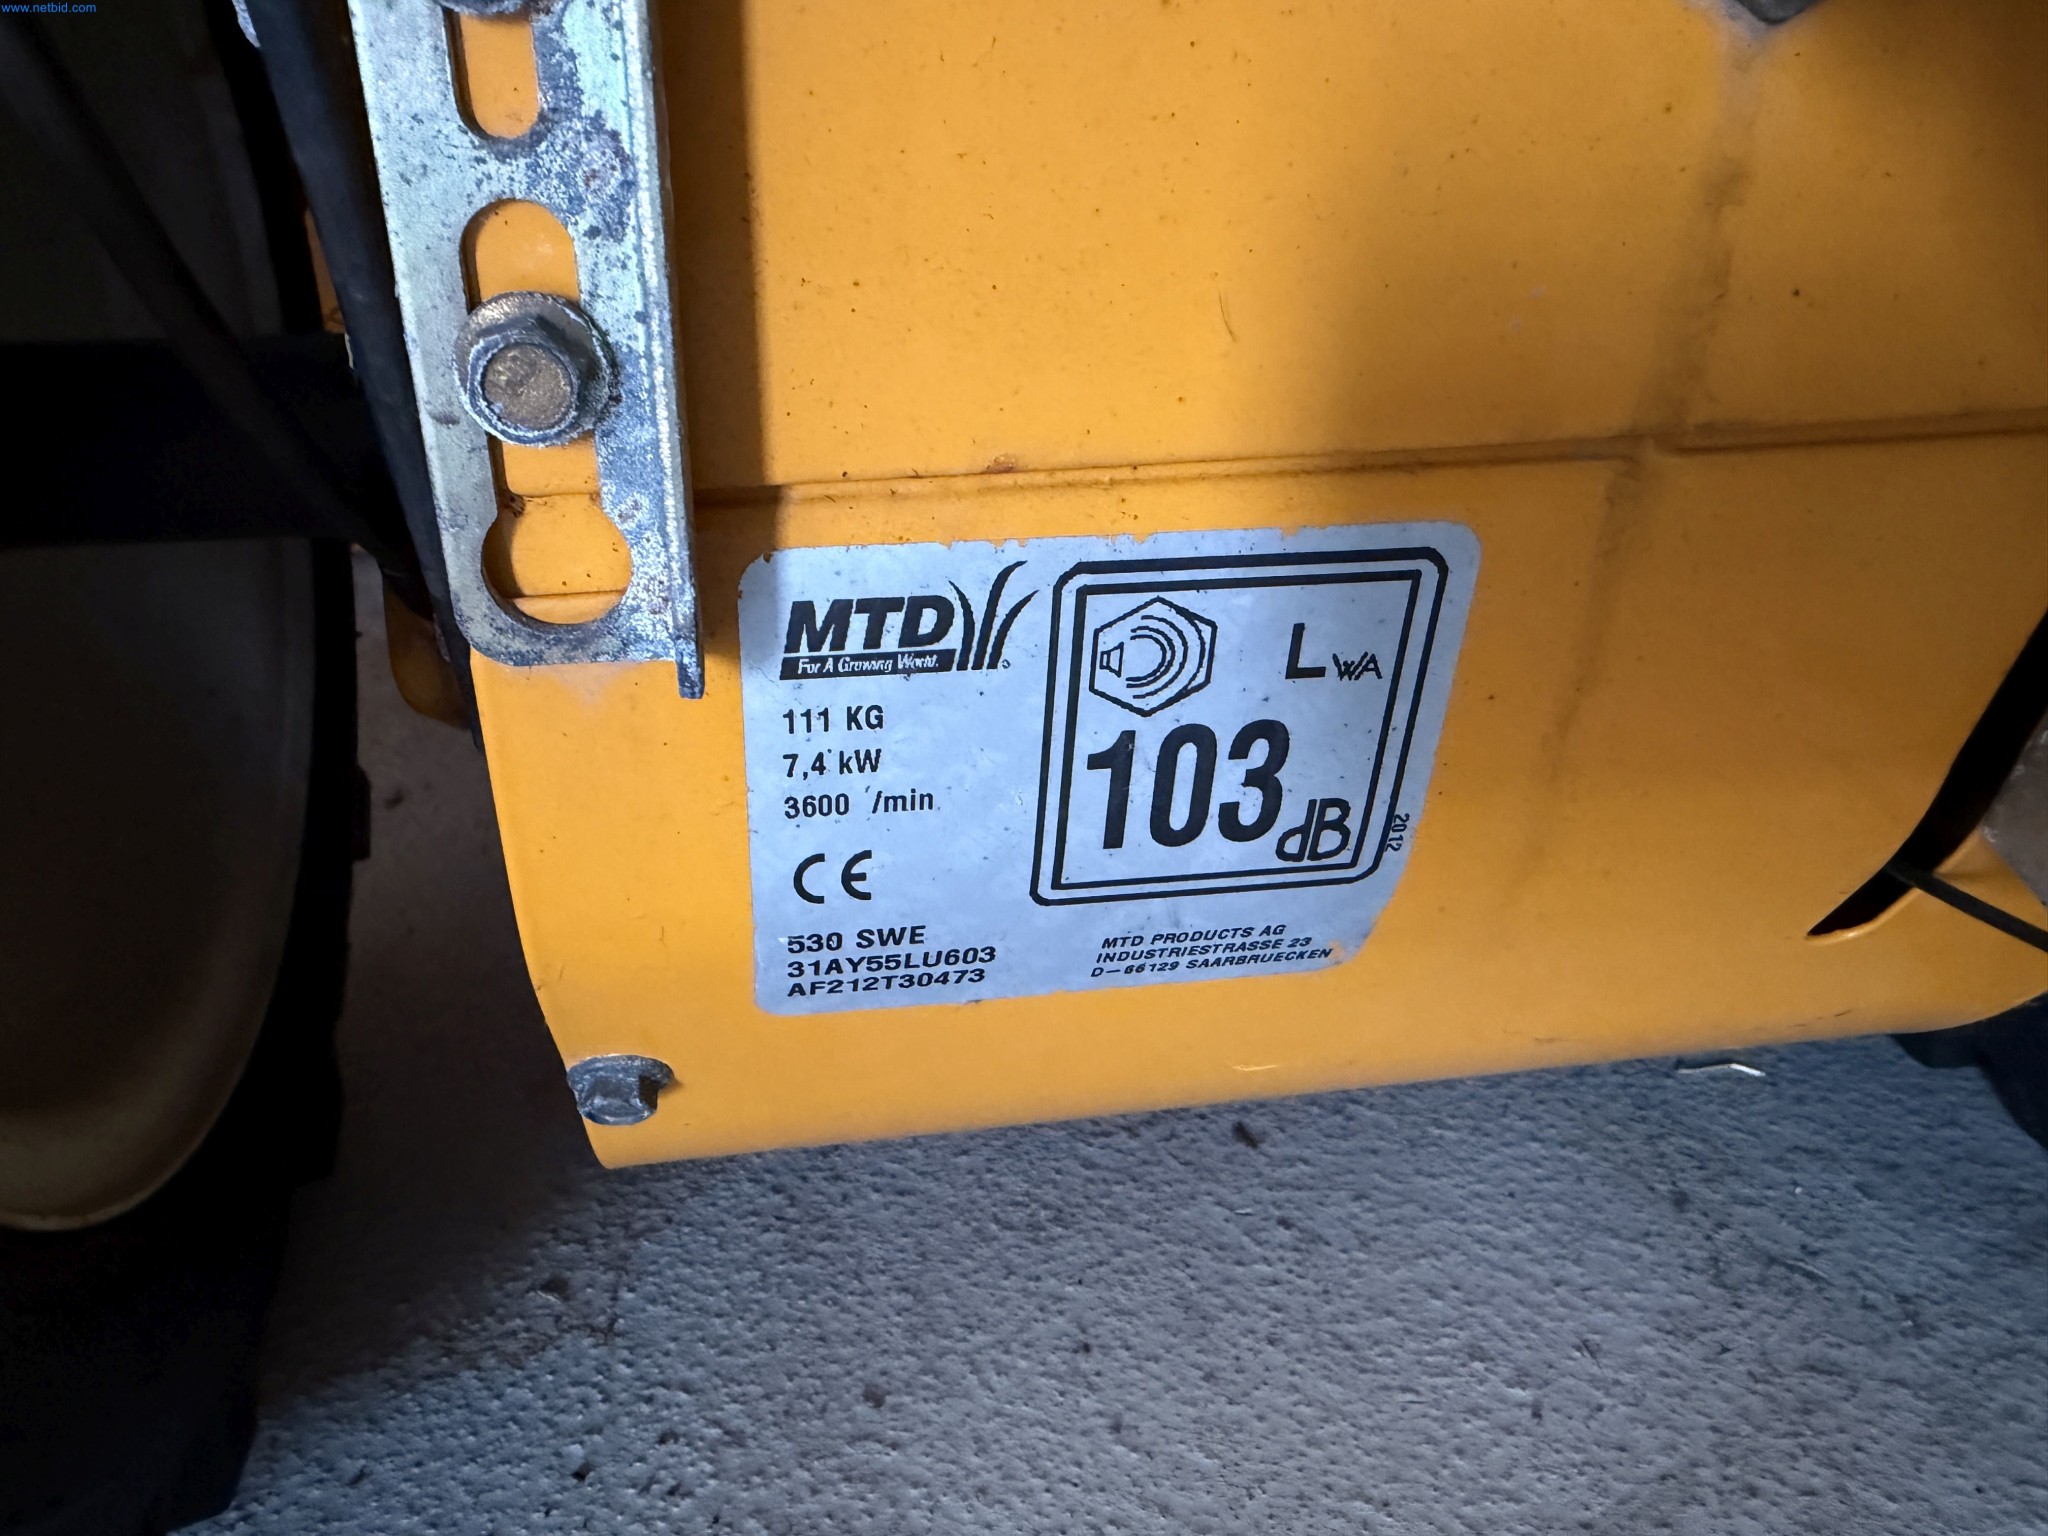 www.netbid.com
MTD
For A Growing World.
111 KG
7,4 kW
3600 /min
CE
530 SWE
31AY55LU603
AF212T30473
LWA
103 dB
2012
MTD PRODUCTS AG
INDUSTRIESTRASSE 23
D-66129 SAARBRUECKEN